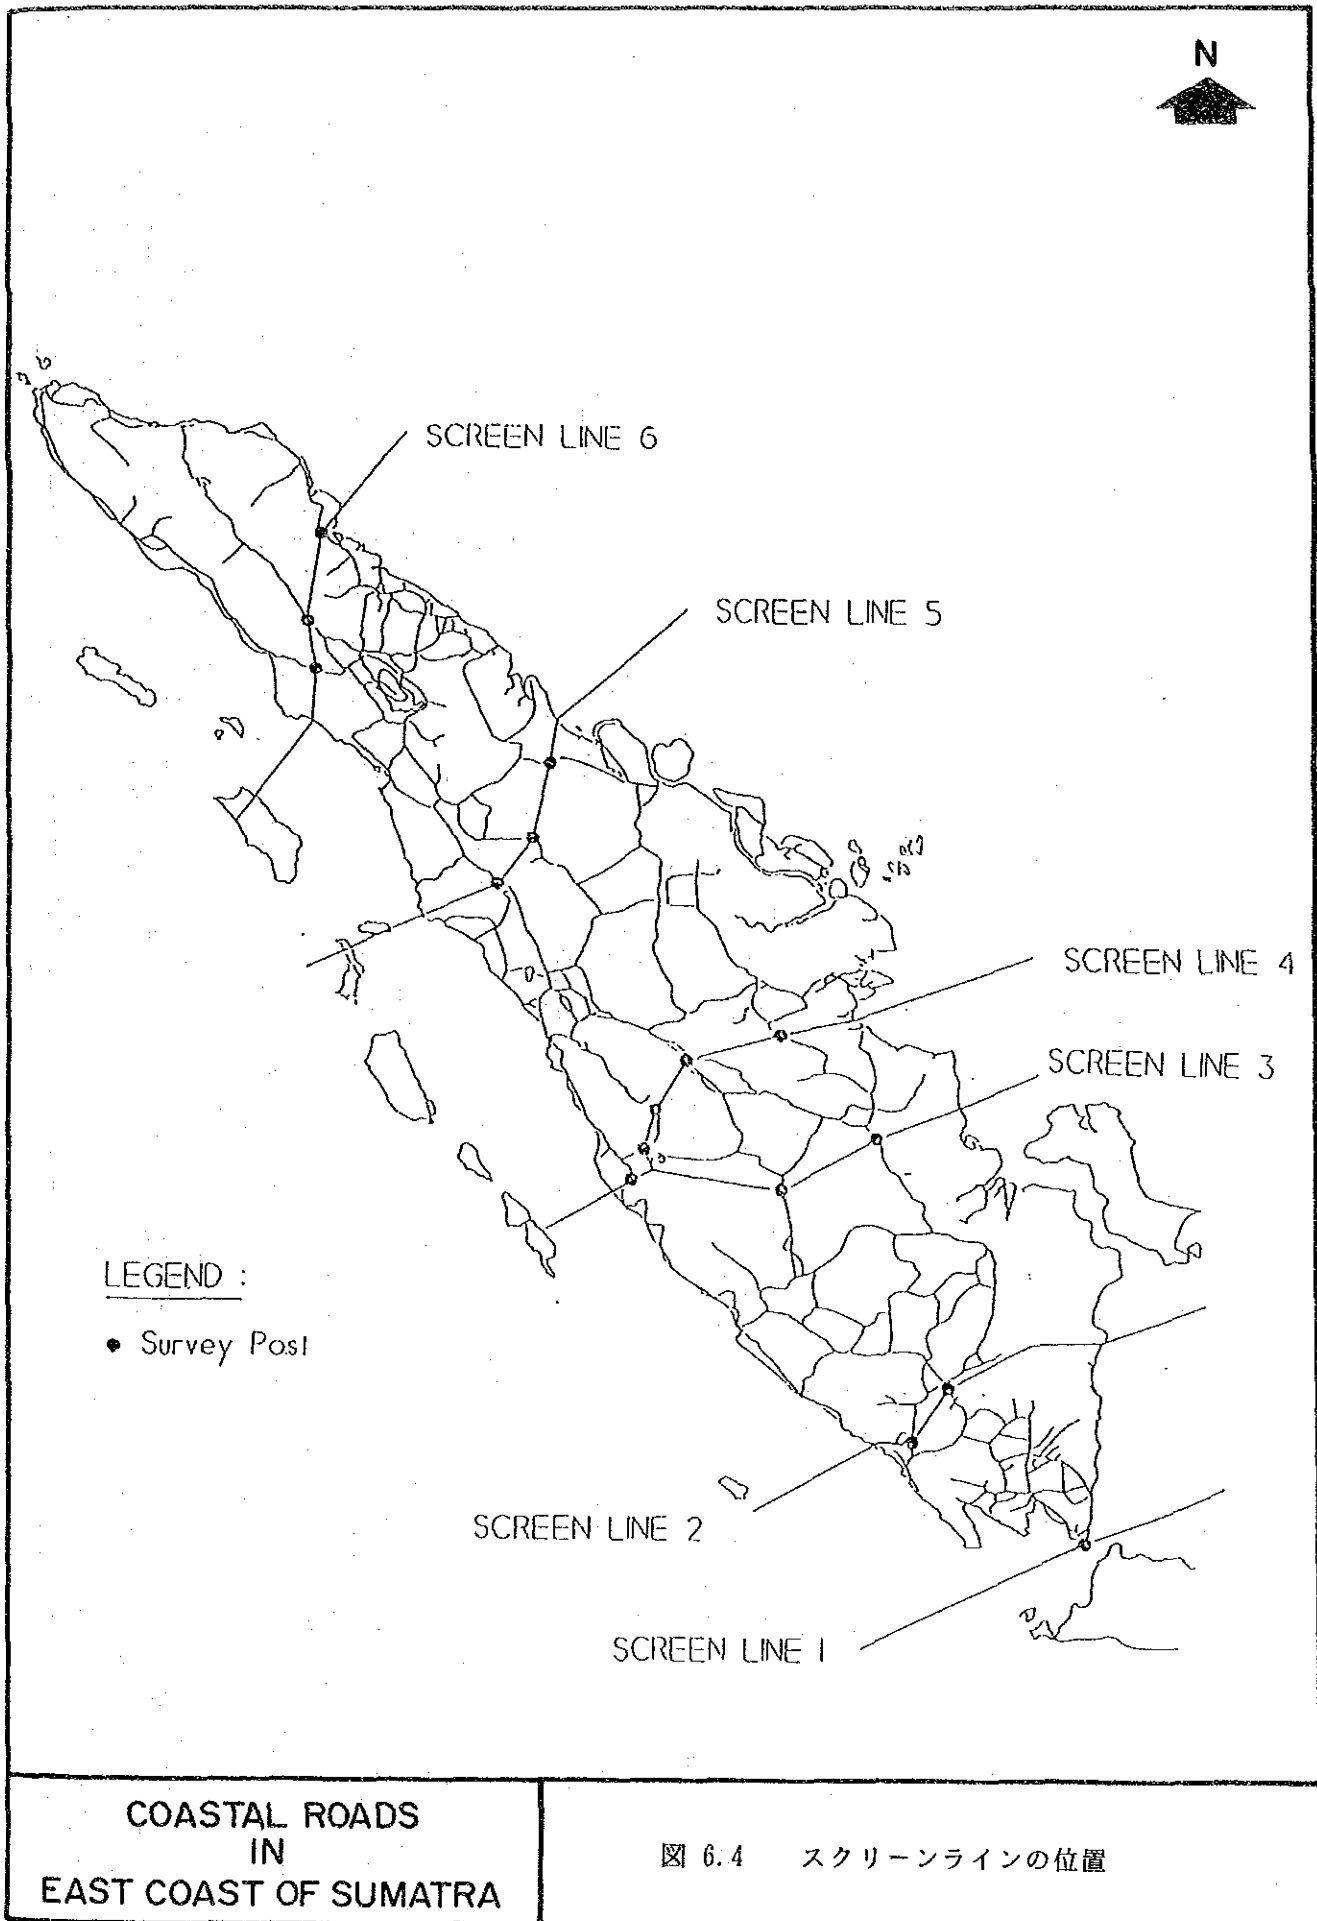 N
SCREEN LINE 6
SCREEN LINE 5
SCREEN LINE 4
SCREEN LINE 3
LEGEND :
Survey Post
SCREEN LINE 2
SCREEN LINE 1
COASTAL ROADS
IN
EAST COAST OF SUMATRA
図 6.4 スクリーンラインの位置